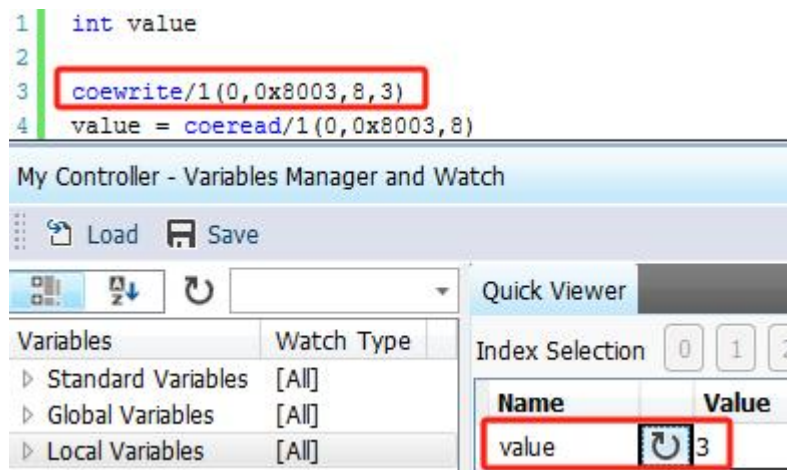 1 int value
2
3 coewrite/1(0,0x8003,8,3)
4 value = coeread/1(0,0x8003,8)
My Controller - Variables Manager and Watch
Load Save
Quick Viewer
Variables Watch Type
Index Selection 0 1 2
Standard Variables [All]
Name Value
Global Variables [All]
value 3
Local Variables [All]